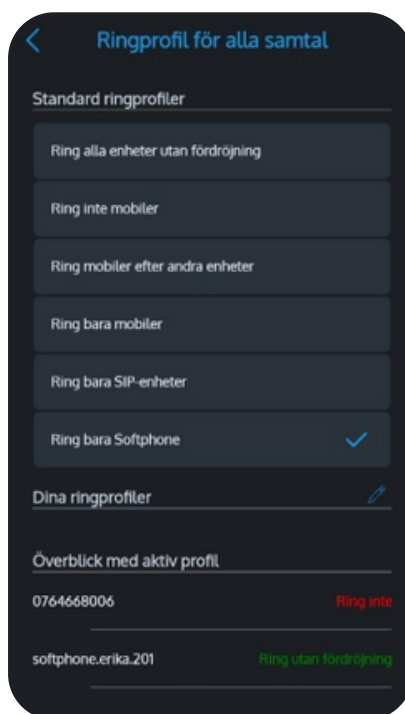 Ringprofil för alla samtal
Standard ringprofiler
Ring alla enheter utan fördröjning
Ring inte mobiler
Ring mobiler efter andra enheter
Ring bara mobiler
Ring bara SIP-enheter
Ring bara Softphone
Dina ringprofiler
Överblick med aktiv profil
0764668006 Ring inte
softphone.erika.201 Ring utan fördröjning